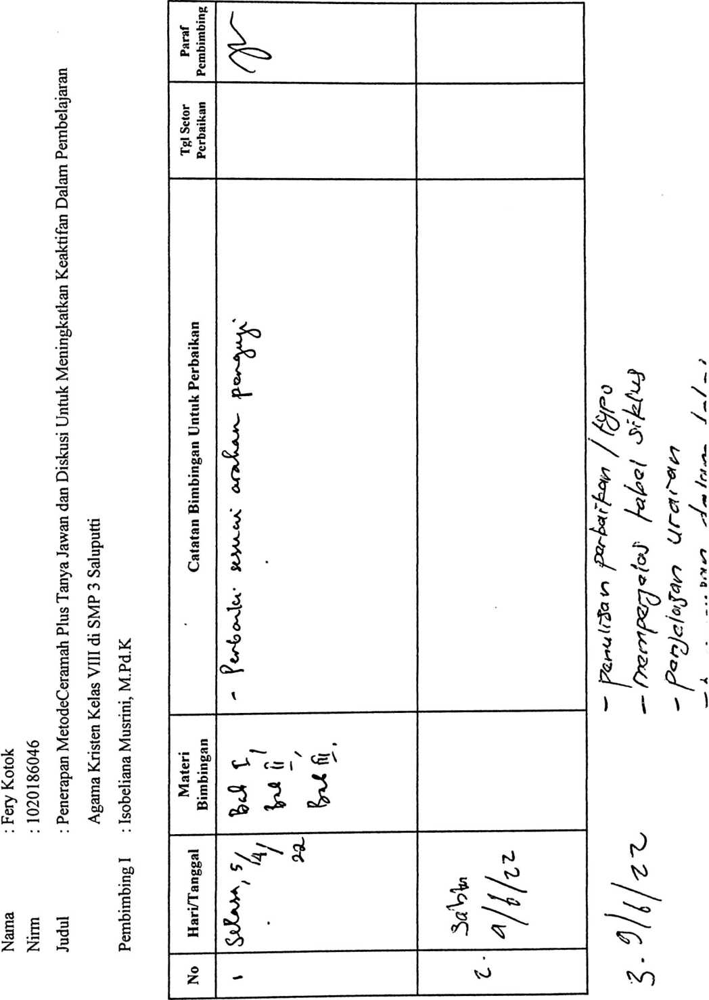 Nama : Fery Kotok
Nirm : 1020186046
Judul : Penerapan MetodeCeramah Plus Tanya Jawan dan Diskusi Untuk Meningkatkan Keaktifan Dalam Pembelajaran
Agama Kristen Kelas VIII di SMP 3 Saluputti
Pembimbing I : Isobeliana Musrini, M.Pd.K
No Hari/Tanggal Materi Bimbingan Catatan Bimbingan Untuk Perbaikan Tgl Setor Perbaikan Paraf Pembimbing
1 Selasa, 5/4/22 Bab I, Bab II, Bab III. - Perbaiki sesuai arahan penguji
2. Sabtu
9/6/22
3. 9/6/22
- penulisan perbaikan / typo
- memperjelas tabel siklus
- penjelasan uraian
dalam